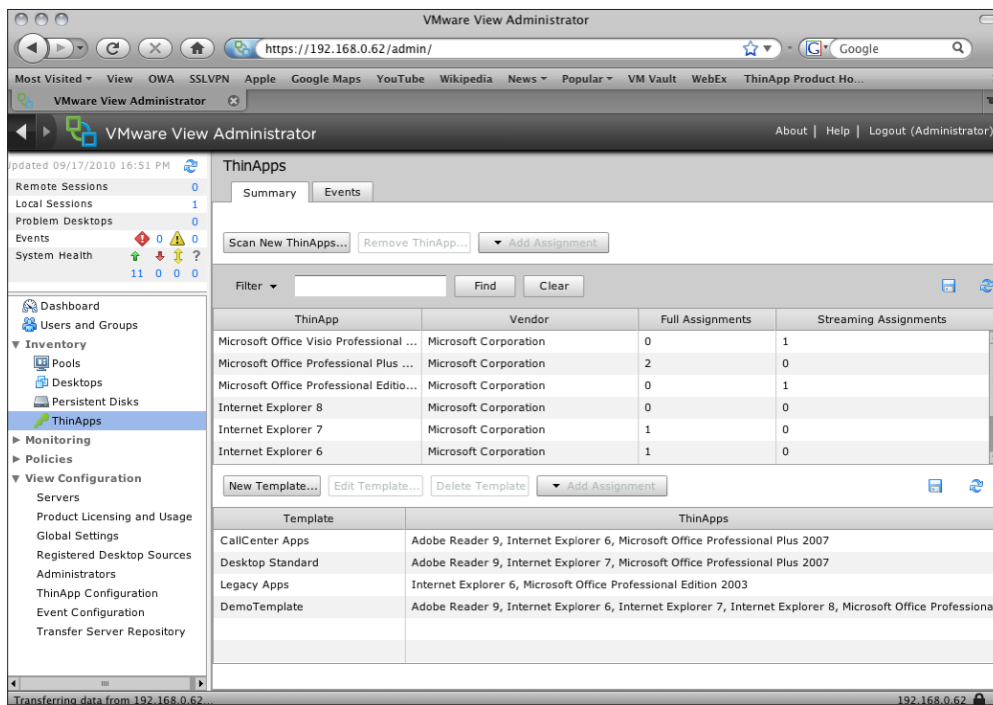 VMware View Administrator
https://192.168.0.62/admin/
Google
Most Visited View OWA SSLVPN Apple Google Maps YouTube Wikipedia News Popular VM Vault WebEx ThinApp Product Ho...
VMware View Administrator
VMware View Administrator
About | Help | Logout (Administrator)
Updated 09/17/2010 16:51 PM
Remote Sessions 0
Local Sessions 1
Problem Desktops 0
Events 0 0
System Health ?
11 0 0 0
Dashboard
Users and Groups
Inventory
Pools
Desktops
Persistent Disks
ThinApps
Monitoring
Policies
View Configuration
Servers
Product Licensing and Usage
Global Settings
Registered Desktop Sources
Administrators
ThinApp Configuration
Event Configuration
Transfer Server Repository
ThinApps
Summary Events
Scan New ThinApps... Remove ThinApp... Add Assignment
Filter Find Clear
ThinApp Vendor Full Assignments Streaming Assignments
Microsoft Office Visio Professional ... Microsoft Corporation 0 1
Microsoft Office Professional Plus ... Microsoft Corporation 2 0
Microsoft Office Professional Editio... Microsoft Corporation 0 1
Internet Explorer 8 Microsoft Corporation 0 0
Internet Explorer 7 Microsoft Corporation 1 0
Internet Explorer 6 Microsoft Corporation 1 0
New Template... Edit Template... Delete Template Add Assignment
Template ThinApps
CallCenter Apps Adobe Reader 9, Internet Explorer 6, Microsoft Office Professional Plus 2007
Desktop Standard Adobe Reader 9, Internet Explorer 7, Microsoft Office Professional Plus 2007
Legacy Apps Internet Explorer 6, Microsoft Office Professional Edition 2003
DemoTemplate Adobe Reader 9, Internet Explorer 6, Internet Explorer 7, Internet Explorer 8, Microsoft Office Professiona
Transferring data from 192.168.0.62...
192.168.0.62